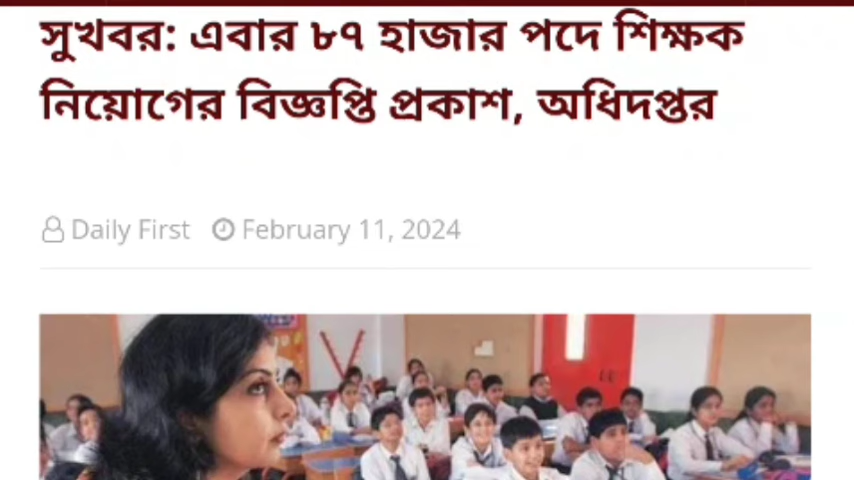 সুখবর: এবার ৮৭ হাজার পদে শিক্ষক
নিয়োগের বিজ্ঞপ্তি প্রকাশ, অধিদপ্তর
Daily First February 11, 2024